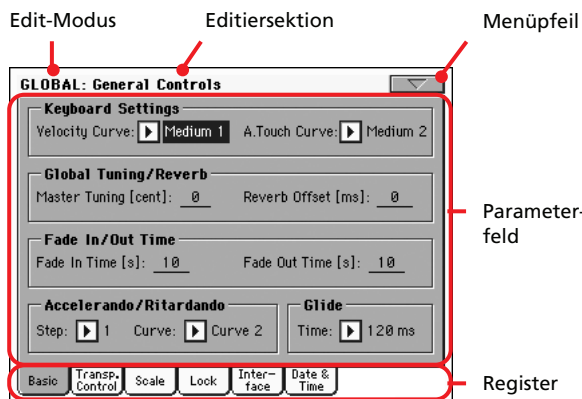 Edit-Modus Editiersektion Menüpfeil
GLOBAL: General Controls
Keyboard Settings
Velocity Curve: Medium 1 A.Touch Curve: Medium 2
Global Tuning/Reverb
Master Tuning [cent]: 0 Reverb Offset [ms]: 0
Parameter-
feld
Fade In/Out Time
Fade In Time [s]: 10 Fade Out Time [s]: 10
Accelerando/Ritardando Glide
Step: 1 Curve: Curve 2 Time: 120 ms
Basic Transp. Control Scale Lock Inter- face Date & Time
Register